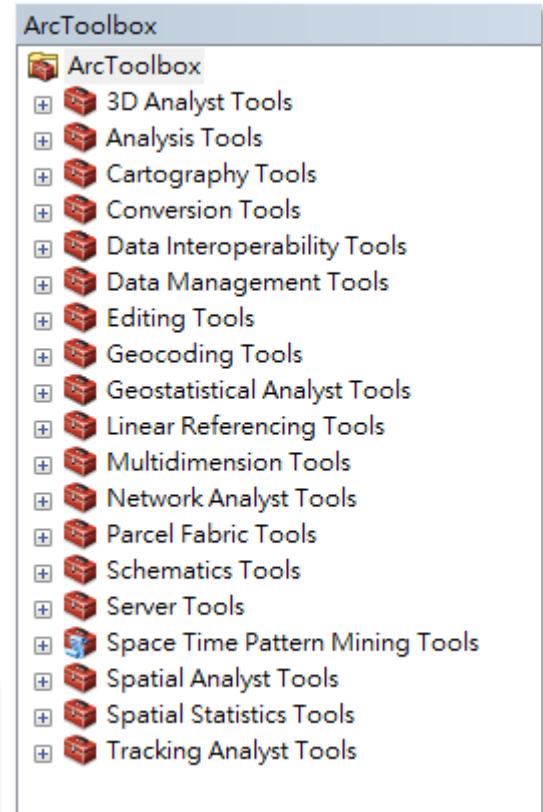 ArcToolbox
ArcToolbox
3D Analyst Tools
Analysis Tools
Cartography Tools
Conversion Tools
Data Interoperability Tools
Data Management Tools
Editing Tools
Geocoding Tools
Geostatistical Analyst Tools
Linear Referencing Tools
Multidimension Tools
Network Analyst Tools
Parcel Fabric Tools
Schematics Tools
Server Tools
Space Time Pattern Mining Tools
Spatial Analyst Tools
Spatial Statistics Tools
Tracking Analyst Tools